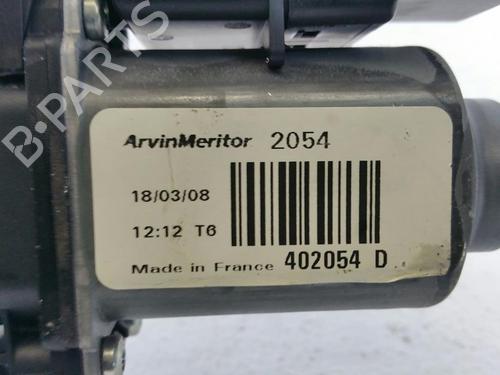 B-PARTS
ArvinMeritor 2054
18/03/08
12:12 T6
Made in France 402054 D